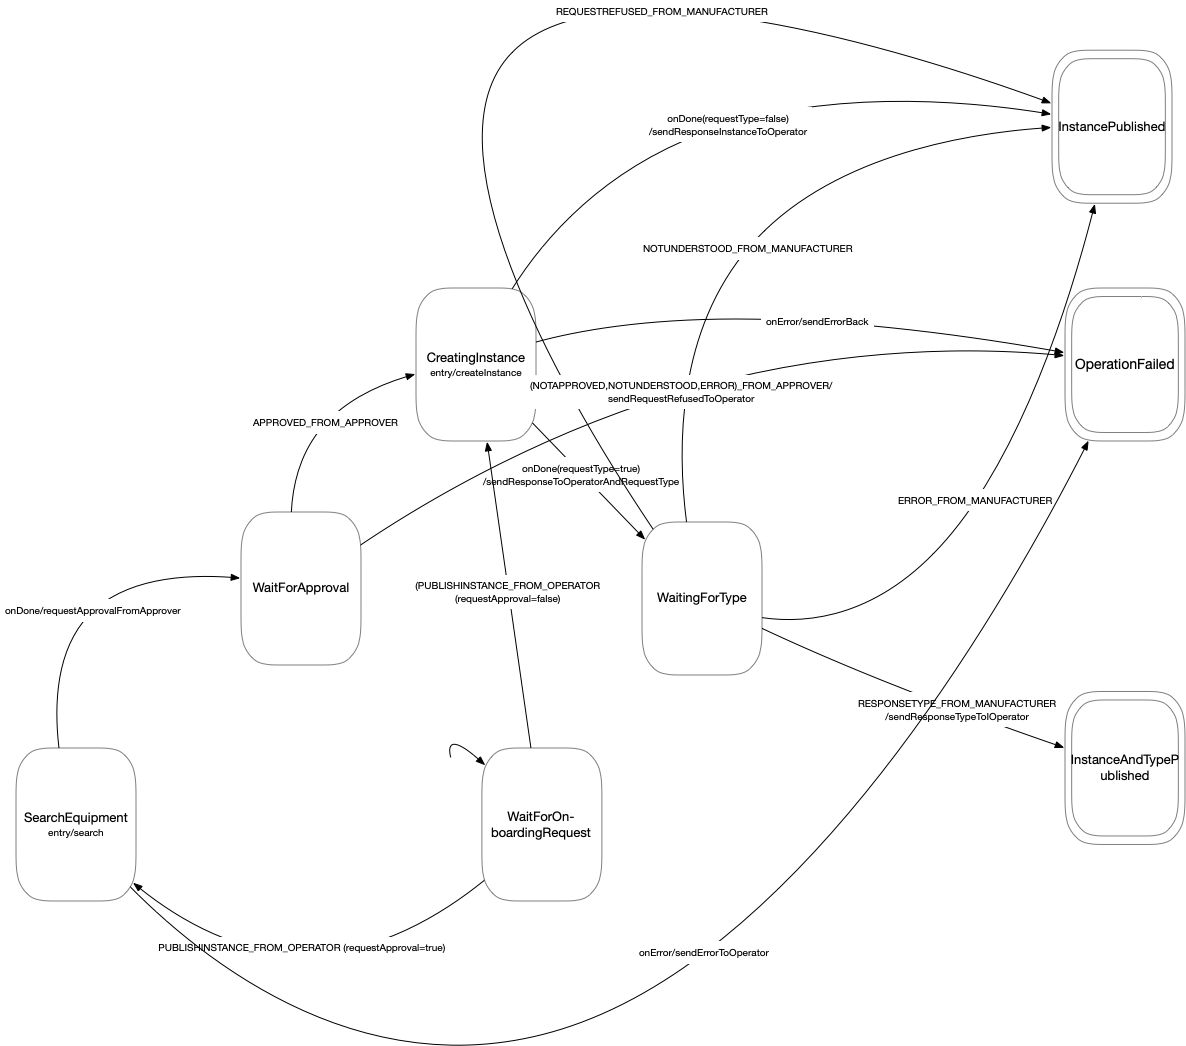 REQUESTREFUSED_FROM_MANUFACTURER
onDone(requestType=false)
/sendResponseInstanceToOperator
InstancePublished
NOTUNDERSTOOD_FROM_MANUFACTURER
onError/sendErrorBack
CreatingInstance
entry/createInstance
OperationFailed
(NOTAPPROVED,NOTUNDERSTOOD,ERROR)_FROM_APPROVER/
sendRequestRefusedToOperator
APPROVED_FROM_APPROVER
onDone(requestType=true)
/sendResponseToOperatorAndRequestType
ERROR_FROM_MANUFACTURER
WaitForApproval
(PUBLISHINSTANCE_FROM_OPERATOR
(requestApproval=false)
WaitingForType
onDone/requestApprovalFromApprover
RESPONSETYPE_FROM_MANUFACTURER
/sendResponseTypeToIOperator
InstanceAndTypeP
ublished
SearchEquipment
entry/search
WaitForOn-
boardingRequest
PUBLISHINSTANCE_FROM_OPERATOR (requestApproval=true)
onError/sendErrorToOperator